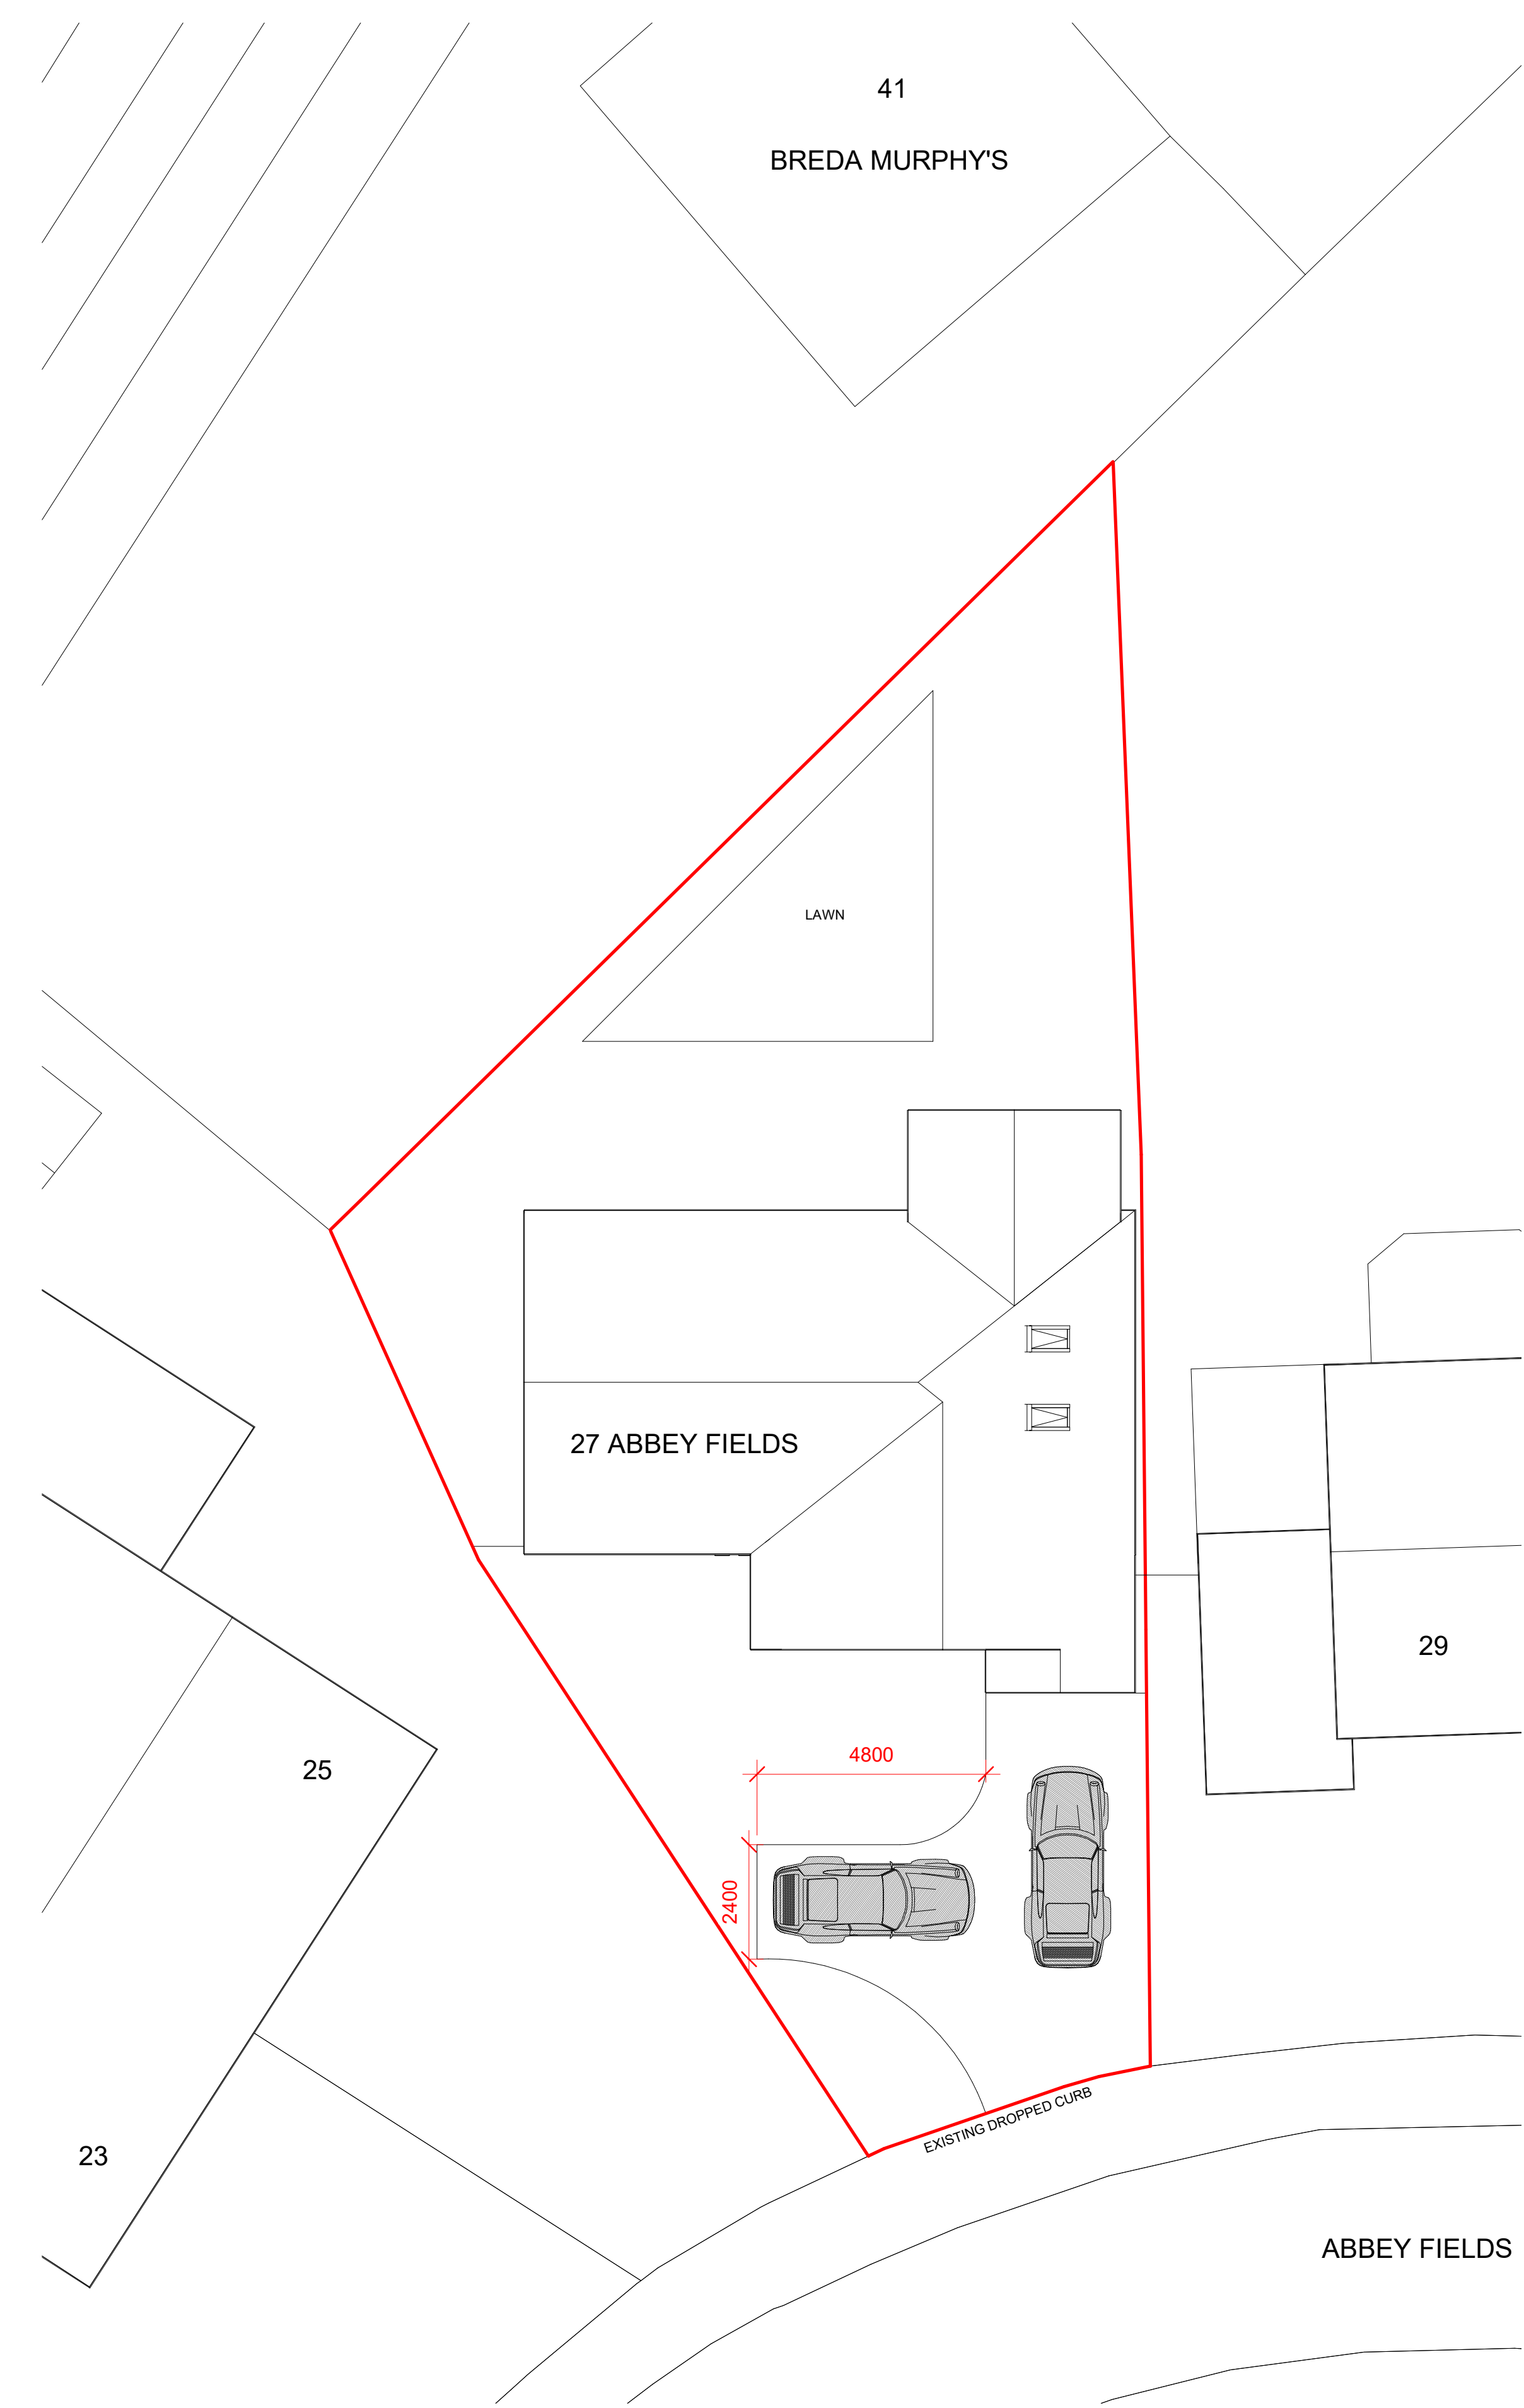 41
BREDA MURPHY'S
LAWN
27 ABBEY FIELDS
29
25
4800
2400
EXISTING DROPPED CURB
23
ABBEY FIELDS